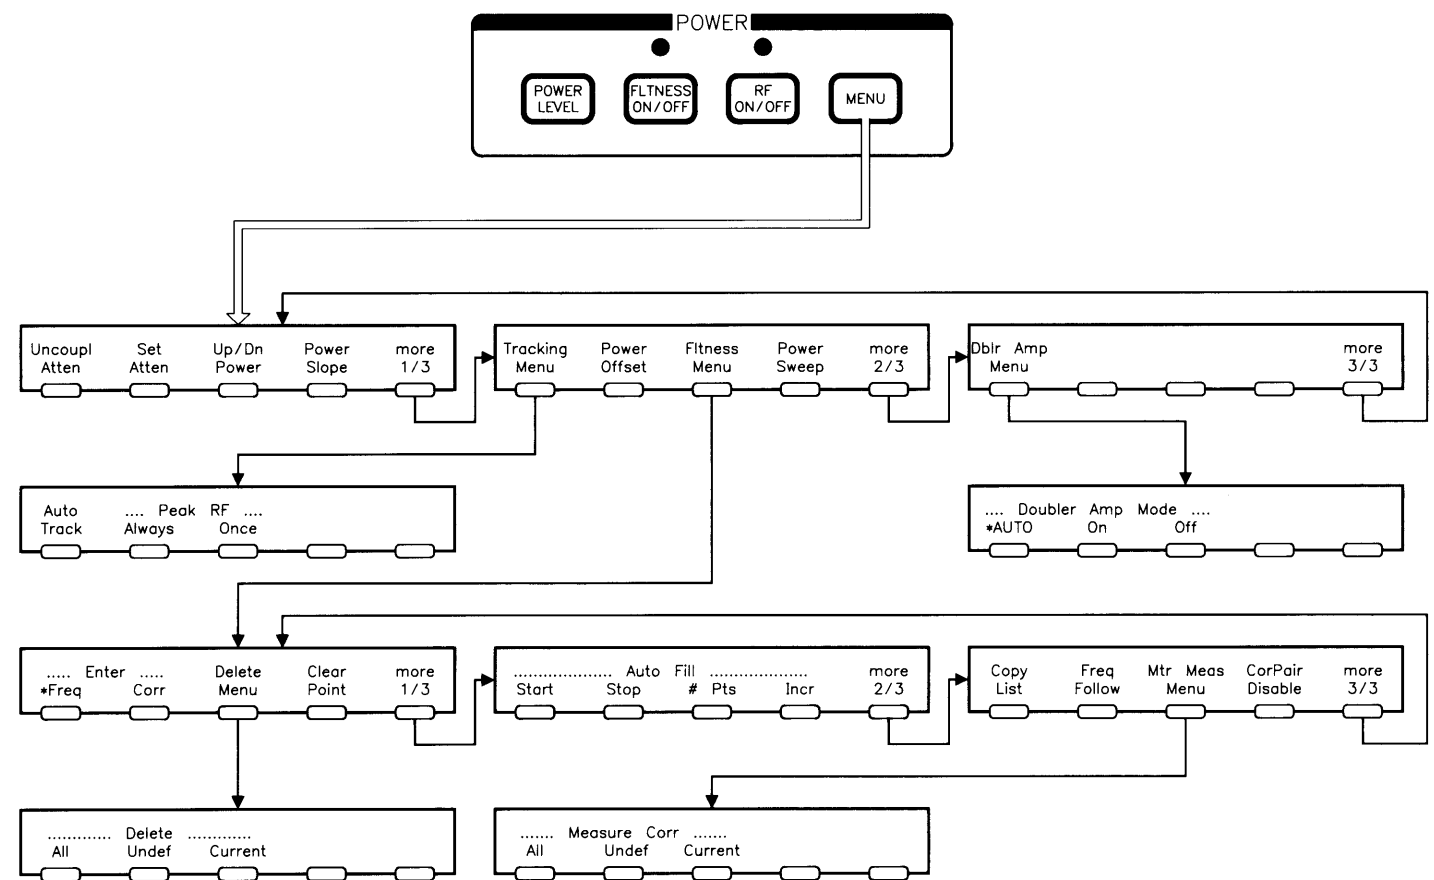 POWER
POWER LEVEL
FLTNESS ON/OFF
RF ON/OFF
MENU
Uncoupl Atten
Set Atten
Up/Dn Power
Power Slope
more 1/3
Tracking Menu
Power Offset
Fltness Menu
Power Sweep
more 2/3
Dblr Amp Menu
more 3/3
Auto Track
.... Peak RF ....
Always
Once
.... Doubler Amp Mode ....
*AUTO
On
Off
..... Enter .....
*Freq
Corr
Delete Menu
Clear Point
more 1/3
.................... Auto Fill ....................
Start
Stop
# Pts
Incr
more 2/3
Copy List
Freq Follow
Mtr Meas Menu
CorPair Disable
more 3/3
............. Delete .............
All
Undef
Current
....... Measure Corr .......
All
Undef
Current